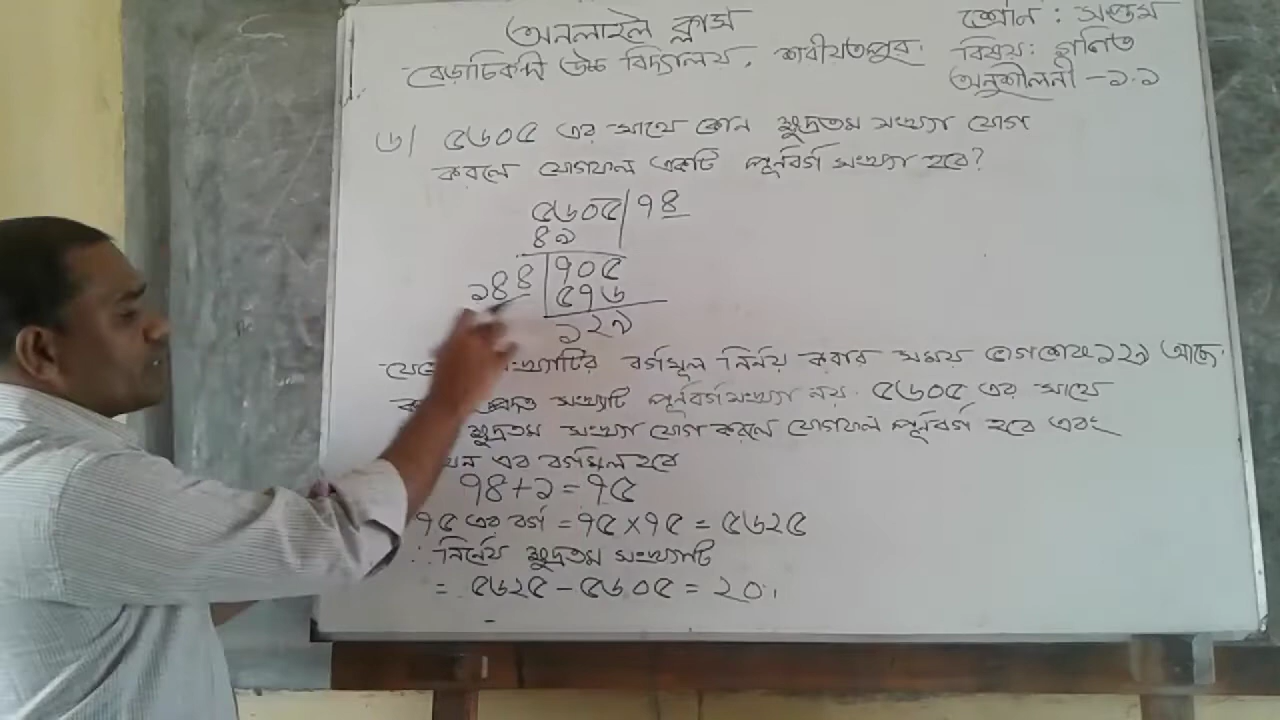 অনলাইন ক্লাস
উচ্চ বিদ্যালয়, শরীয়তপুর।
শ্রেণি : সপ্তম
বিষয়: গণিত
অনুশীলনী -১.১
৬| ৫৬০৫ এর সাথে কোন ক্ষুদ্রতম সংখ্যা যোগ
করলে যোগফল একটি পূর্ণবর্গ সংখ্যা হবে?
৫৬০৫|৭৪
৪৯
১৪৪|৭০৫
৫৭৬
১২৯
সংখ্যাটির বর্গমূল নির্ণয় করার সময় ভাগশেষ ১২৯ আছে।
সংখ্যাটি পূর্ণবর্গ সংখ্যা নয়. ৫৬০৫ এর সাথে
ক্ষুদ্রতম সংখ্যা যোগ করলে যোগফল পূর্ণবর্গ হবে এবং
এর বর্গমূল হবে
৭৪+১=৭৫
৭৫ এর বর্গ = ৭৫×৭৫ = ৫৬২৫
∴ নির্ণেয় ক্ষুদ্রতম সংখ্যাটি
= ৫৬২৫ - ৫৬০৫ = ২০।